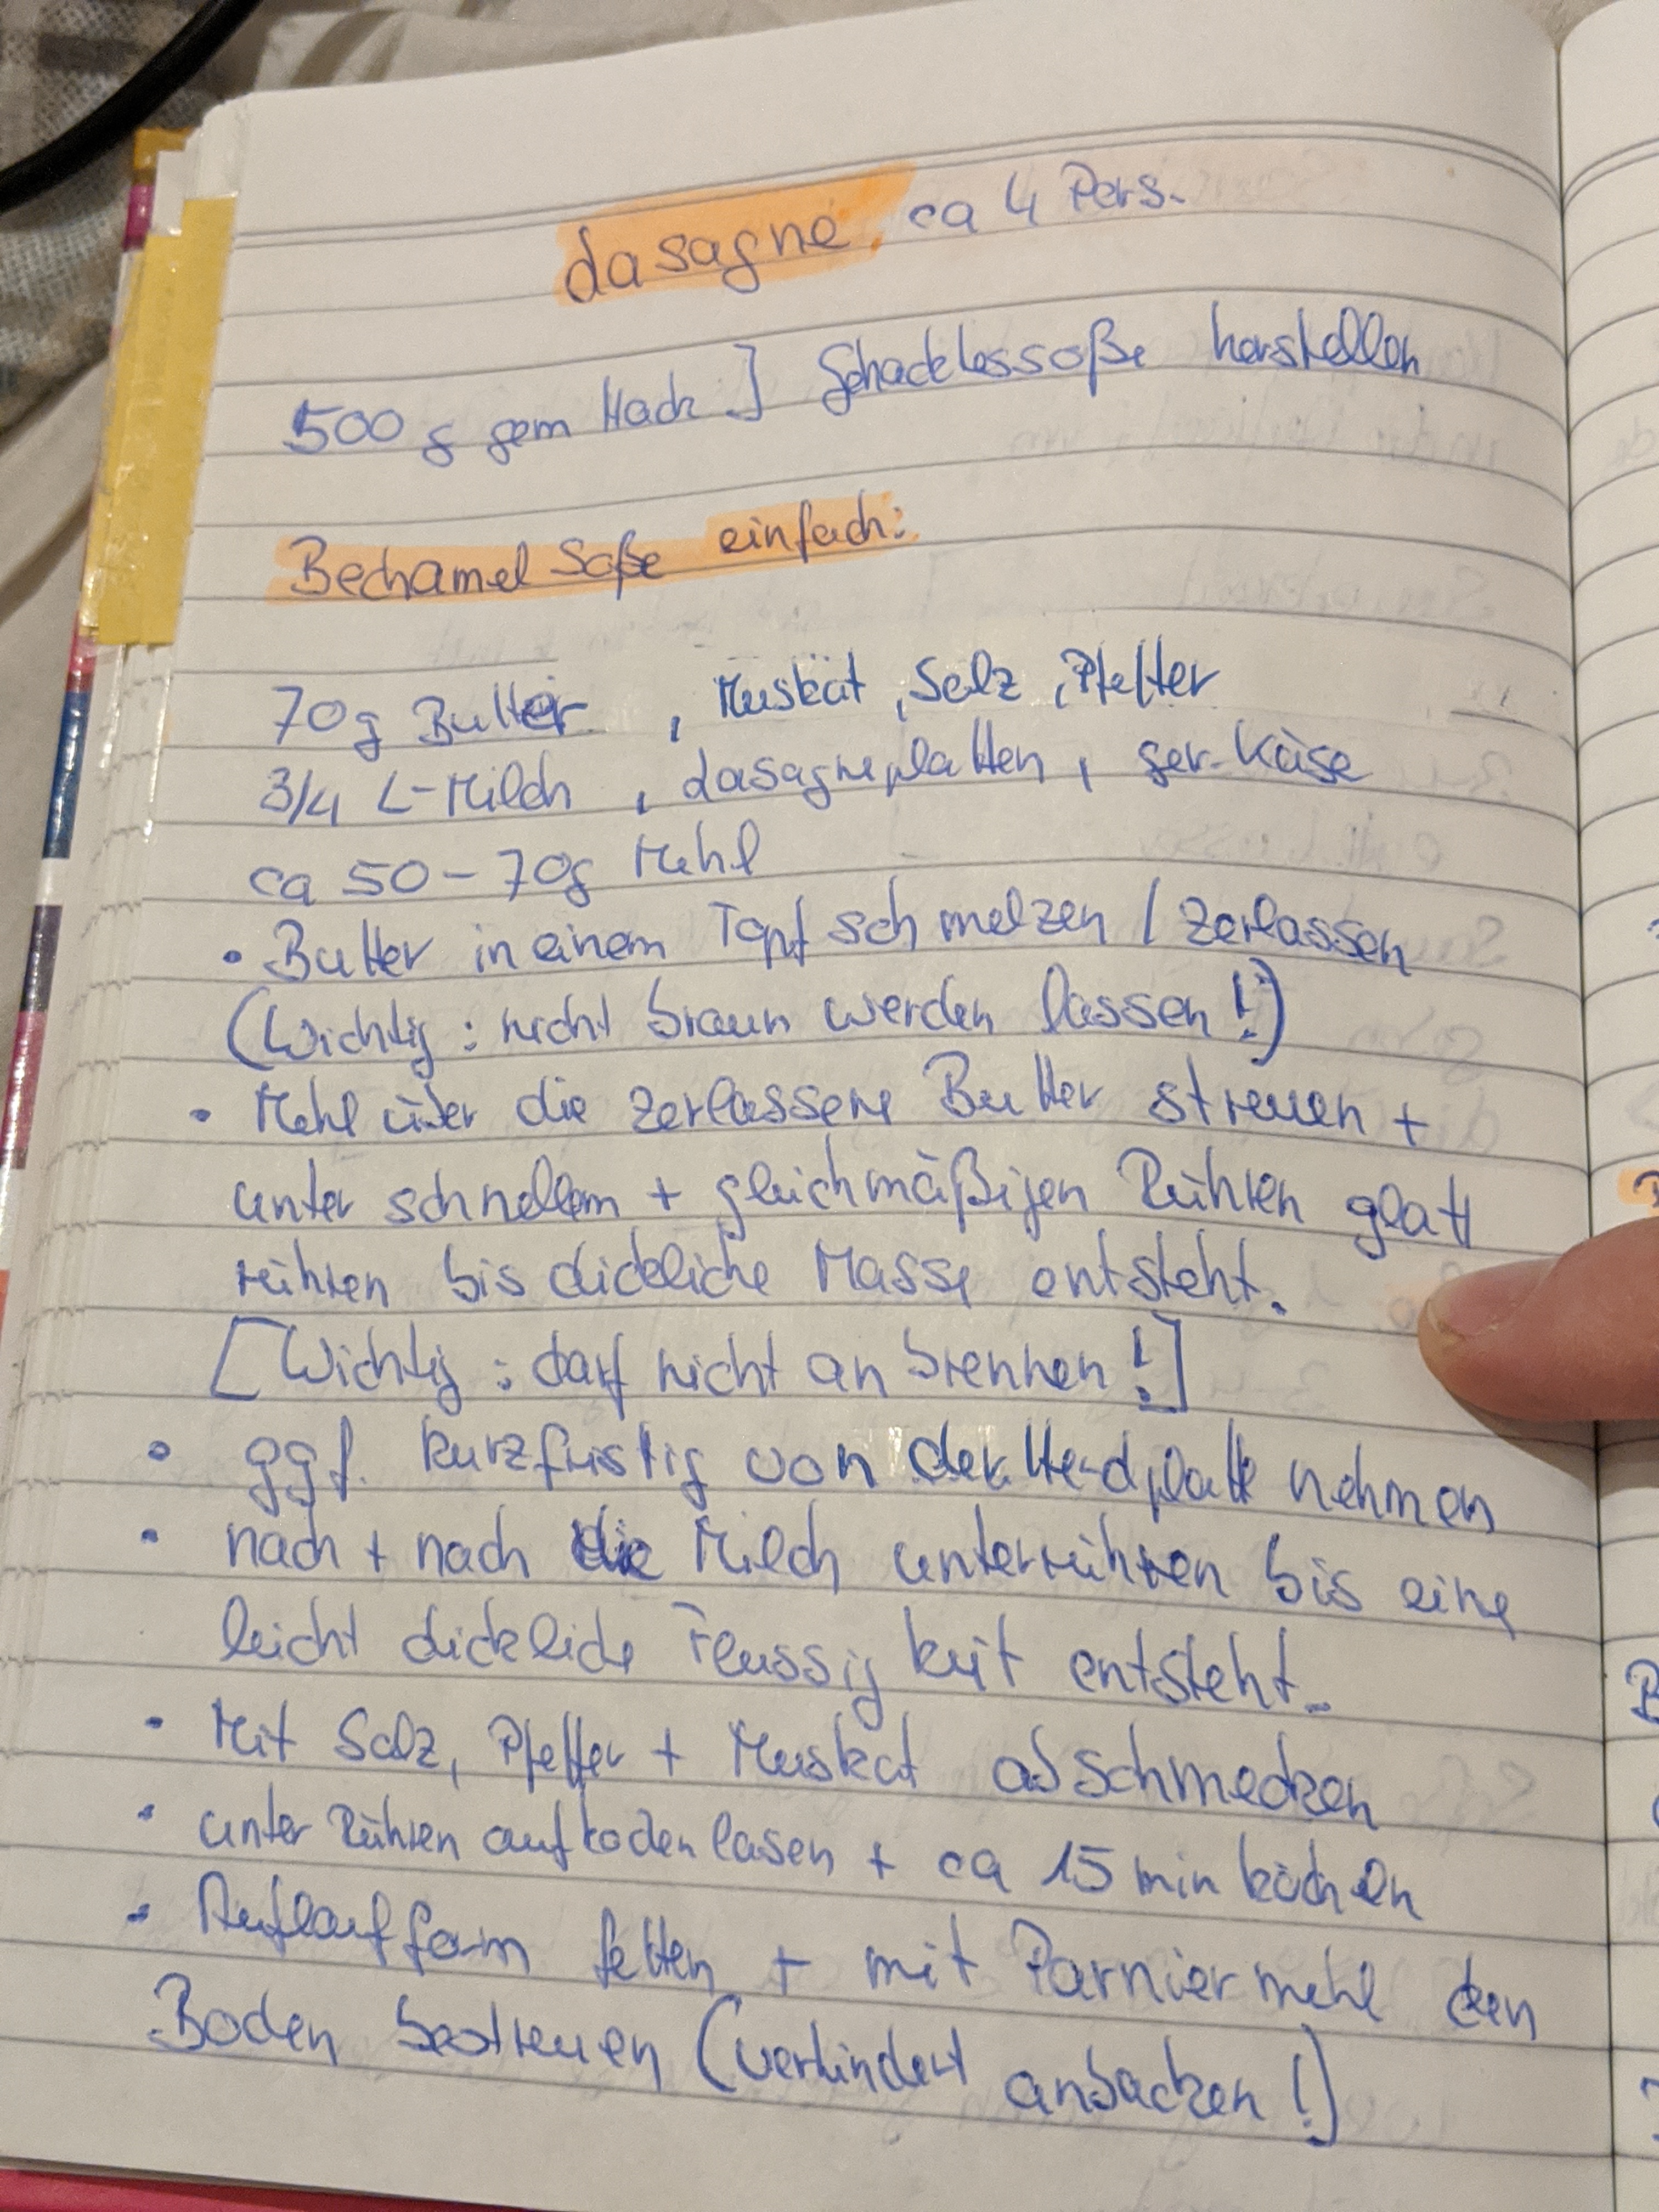 Lasagne, ca 4 Pers.
500 g gem Hack ] Gehacktessoße herstellen
Bechamel Soße einfach:
70g Butter , Muskat, Salz, Pfeffer
3/4 L-Milch , Lasagneplatten, ger. Käse
ca 50-70g Mehl
• Butter in einem Topf schmelzen / zerlassen
(Wichtig: nicht braun werden lassen!)
• Mehl über die zerlassene Butter streuen +
unter schnellem + gleichmäßigen Rühren glatt
rühren bis dickliche Masse entsteht.
[Wichtig: darf nicht anbrennen!]
• ggf. kurzfristig von der Herdplatte nehmen
• nach + nach die Milch unterrühren bis eine
leicht dickliche Flüssigkeit entsteht.
• Mit Salz, Pfeffer + Muskat abschmecken
• unter Rühren aufkochen lasen + ca 15 min köcheln
• Auflaufform fetten + mit Parniermehl den
Boden bestreuen (verhindert anbacken!)